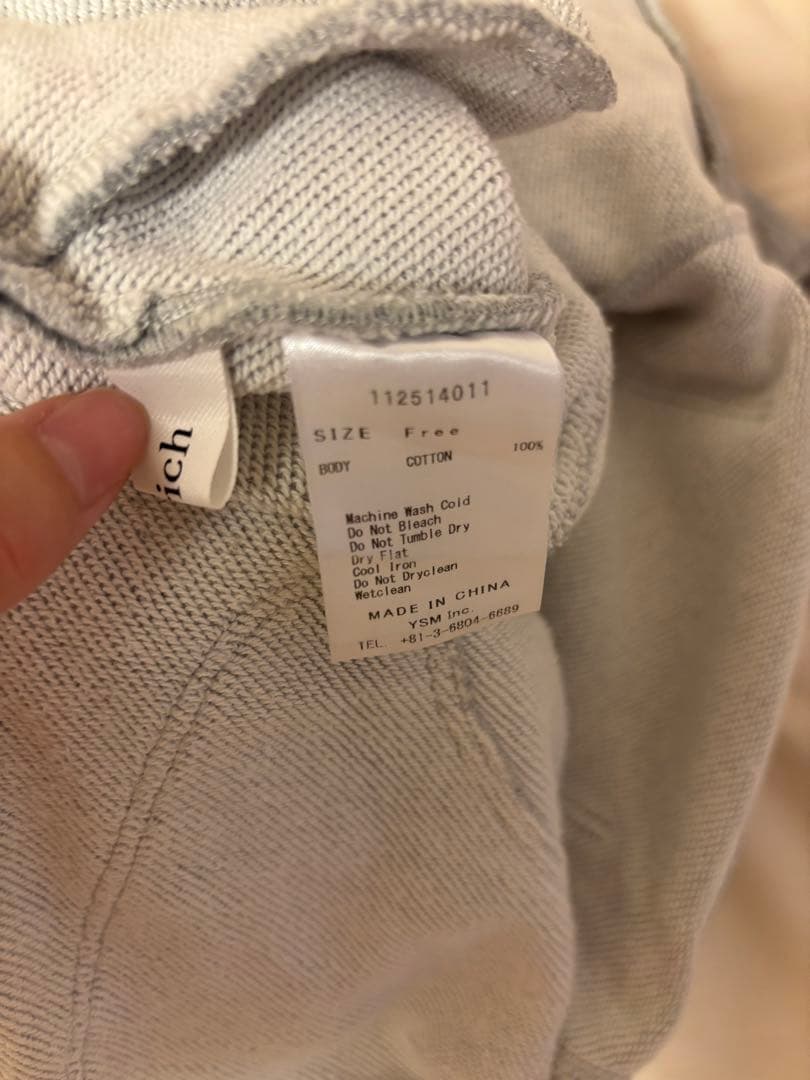 ich
112514011
SIZE Free
BODY COTTON 100%
Machine Wash Cold
Do Not Bleach
Do Not Tumble Dry
Dry Flat
Cool Iron
Do Not Dryclean
Wetclean
MADE IN CHINA
YSM Inc.
TEL. +81-3-6804-6689